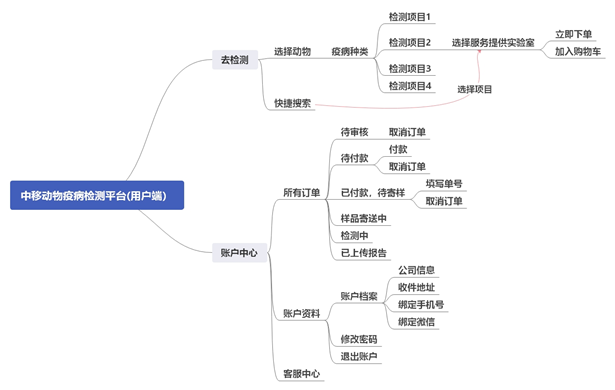 中移动物疫病检测平台(用户端)
去检测
选择动物
疫病种类
检测项目1
检测项目2
检测项目3
检测项目4
选择服务提供实验室
立即下单
加入购物车
快捷搜索
选择项目
账户中心
所有订单
待审核
取消订单
待付款
付款
取消订单
已付款，待寄样
填写单号
取消订单
样品寄送中
检测中
已上传报告
账户资料
账户档案
公司信息
收件地址
绑定手机号
绑定微信
修改密码
退出账户
客服中心